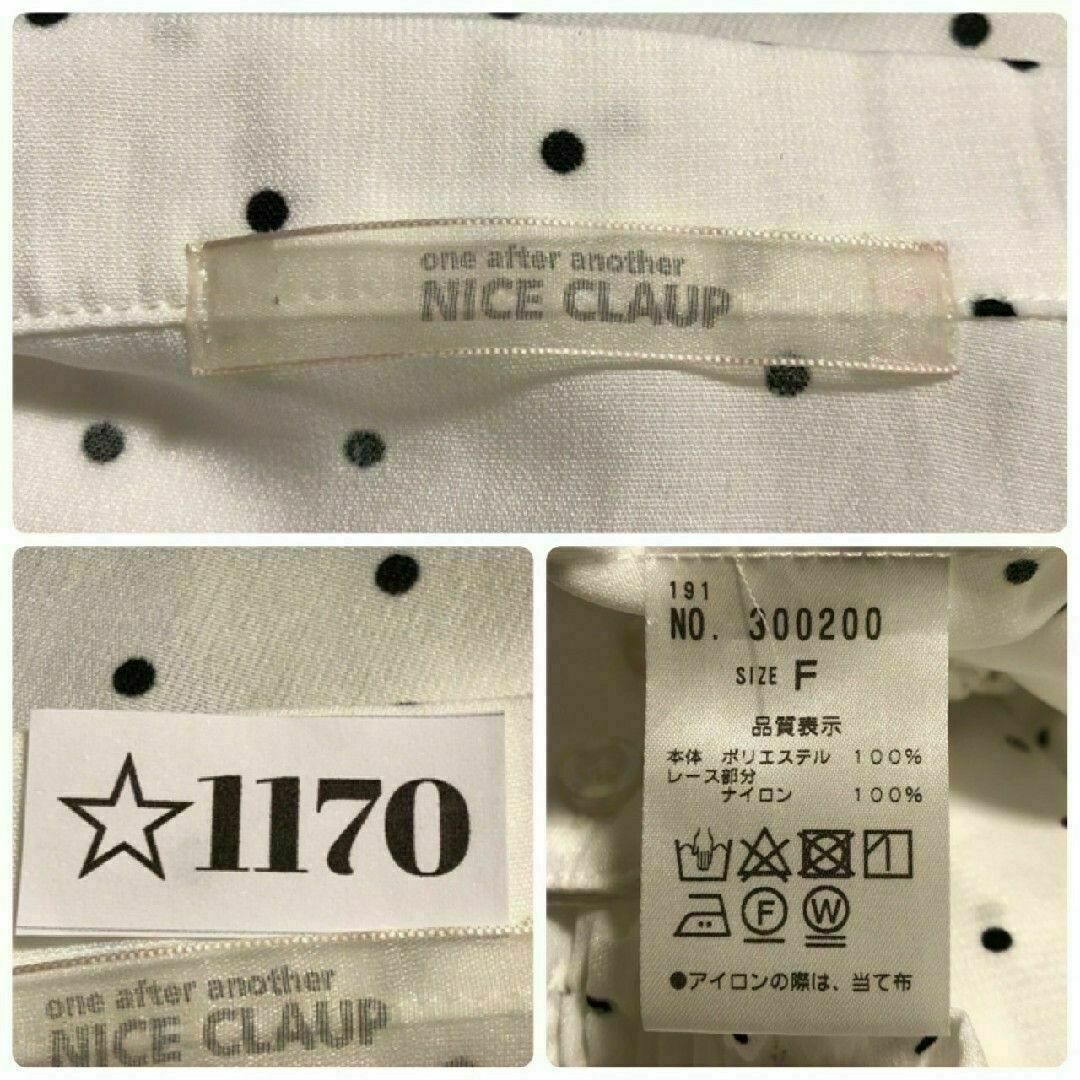 one after another
NICE CLAUP
☆1170
one after another
NICE CLAUP
191
NO. 300200
SIZE F
品質表示
本体 ポリエステル 100%
レース部分
ナイロン 100%
F W
●アイロンの際は、当て布